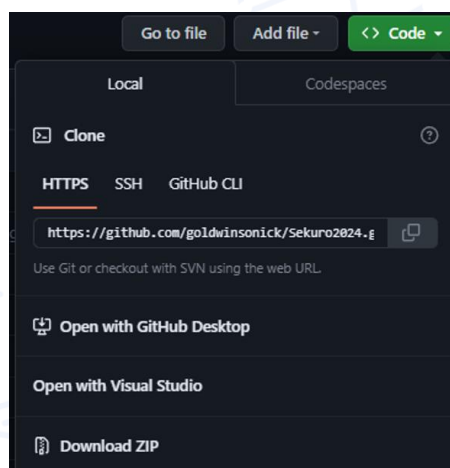 Go to file Add file <> Code
Local Codespaces
Clone
HTTPS SSH GitHub CLI
https://github.com/goldwinsonick/Sekuro2024.g
Use Git or checkout with SVN using the web URL.
Open with GitHub Desktop
Open with Visual Studio
Download ZIP